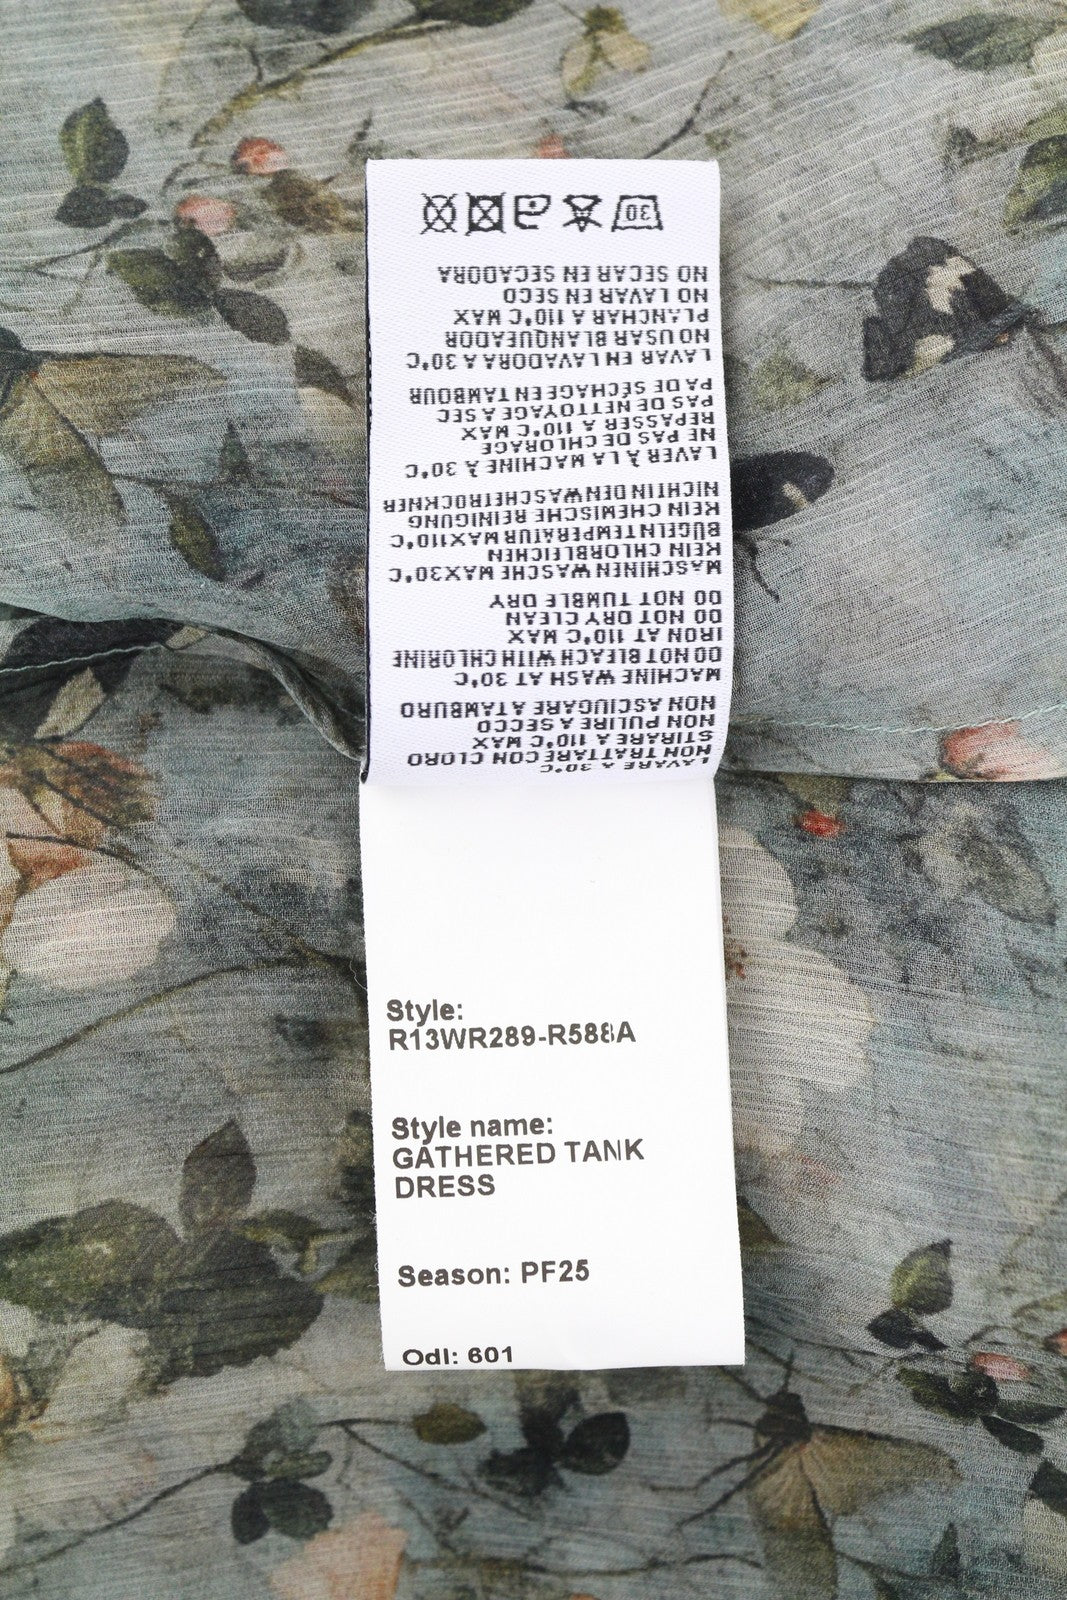 LAVARE A 30°C
NON TRATTARE CON CLORO
STIRARE A 110°C MAX
NON PULIRE A SECCO
NON ASCIUGARE A TAMBURO
MACHINE WASH AT 30°C
DO NOT BLEACH WITH CHLORINE
IRON AT 110°C MAX
DO NOT DRY CLEAN
DO NOT TUMBLE DRY
MASCHINEN WASCHE MAX30°C
KEIN CHLORBLEICHEN
BÜGELN TEMPERATUR MAX110°C
KEIN CHEMISCHE REINIGUNG
NICHT IN DEN WASCHETROCKNER
LAVER À LA MACHINE À 30°C
NE PAS DE CHLORAGE
REPASSER A 110°C MAX
PAS DE NETTOYAGE A SEC
PA DE SÉCHAGE EN TAMBOUR
LAVAR EN LAVADORA A 30°C
NO USAR BLANQUEADOR
PLANCHAR A 110°C MAX
NO LAVAR EN SECO
NO SECAR EN SECADORA
30
Style:
R13WR289-R588A
Style name:
GATHERED TANK
DRESS
Season: PF25
Odl: 601